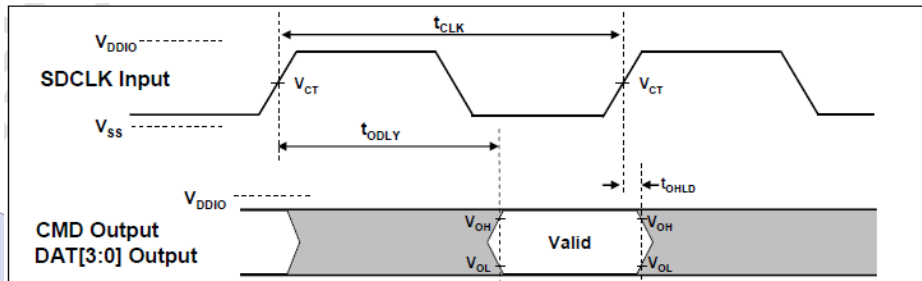 tCLK
VDDIO
SDCLK Input
VCT
VCT
VSS
tODLY
tOHLD
VDDIO
CMD Output
DAT[3:0] Output
VOH
Valid
VOH
VOL
VOL